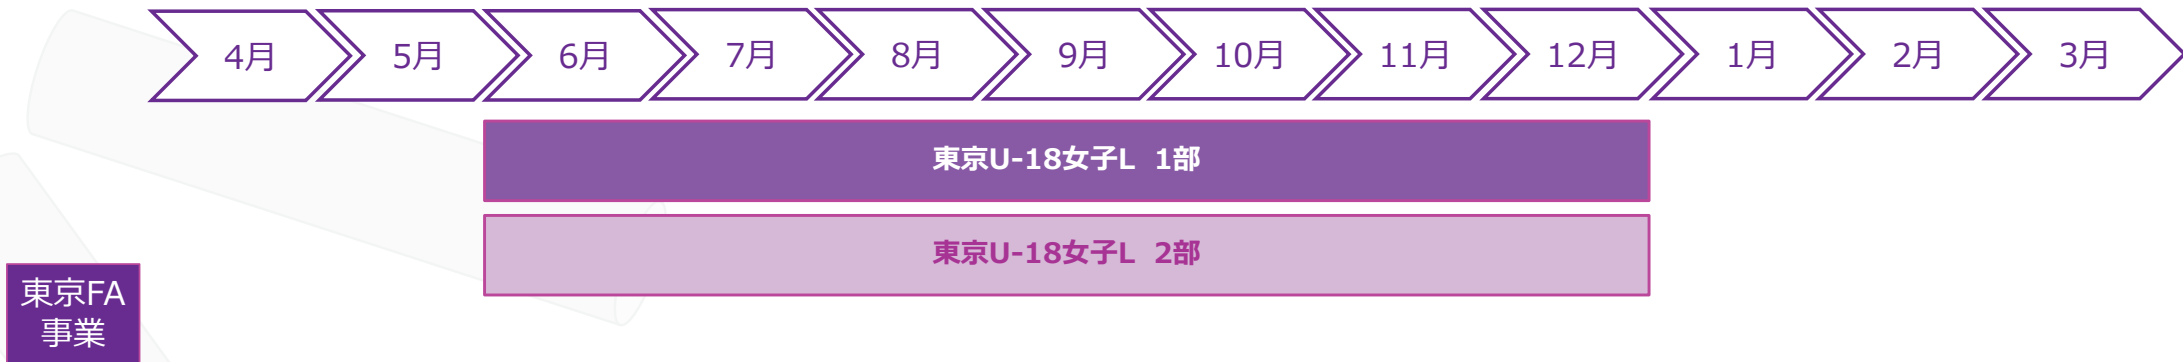 4月 5月 6月 7月 8月 9月 10月 11月 12月 1月 2月 3月
東京U-18女子L 1部
東京U-18女子L 2部
東京FA
事業